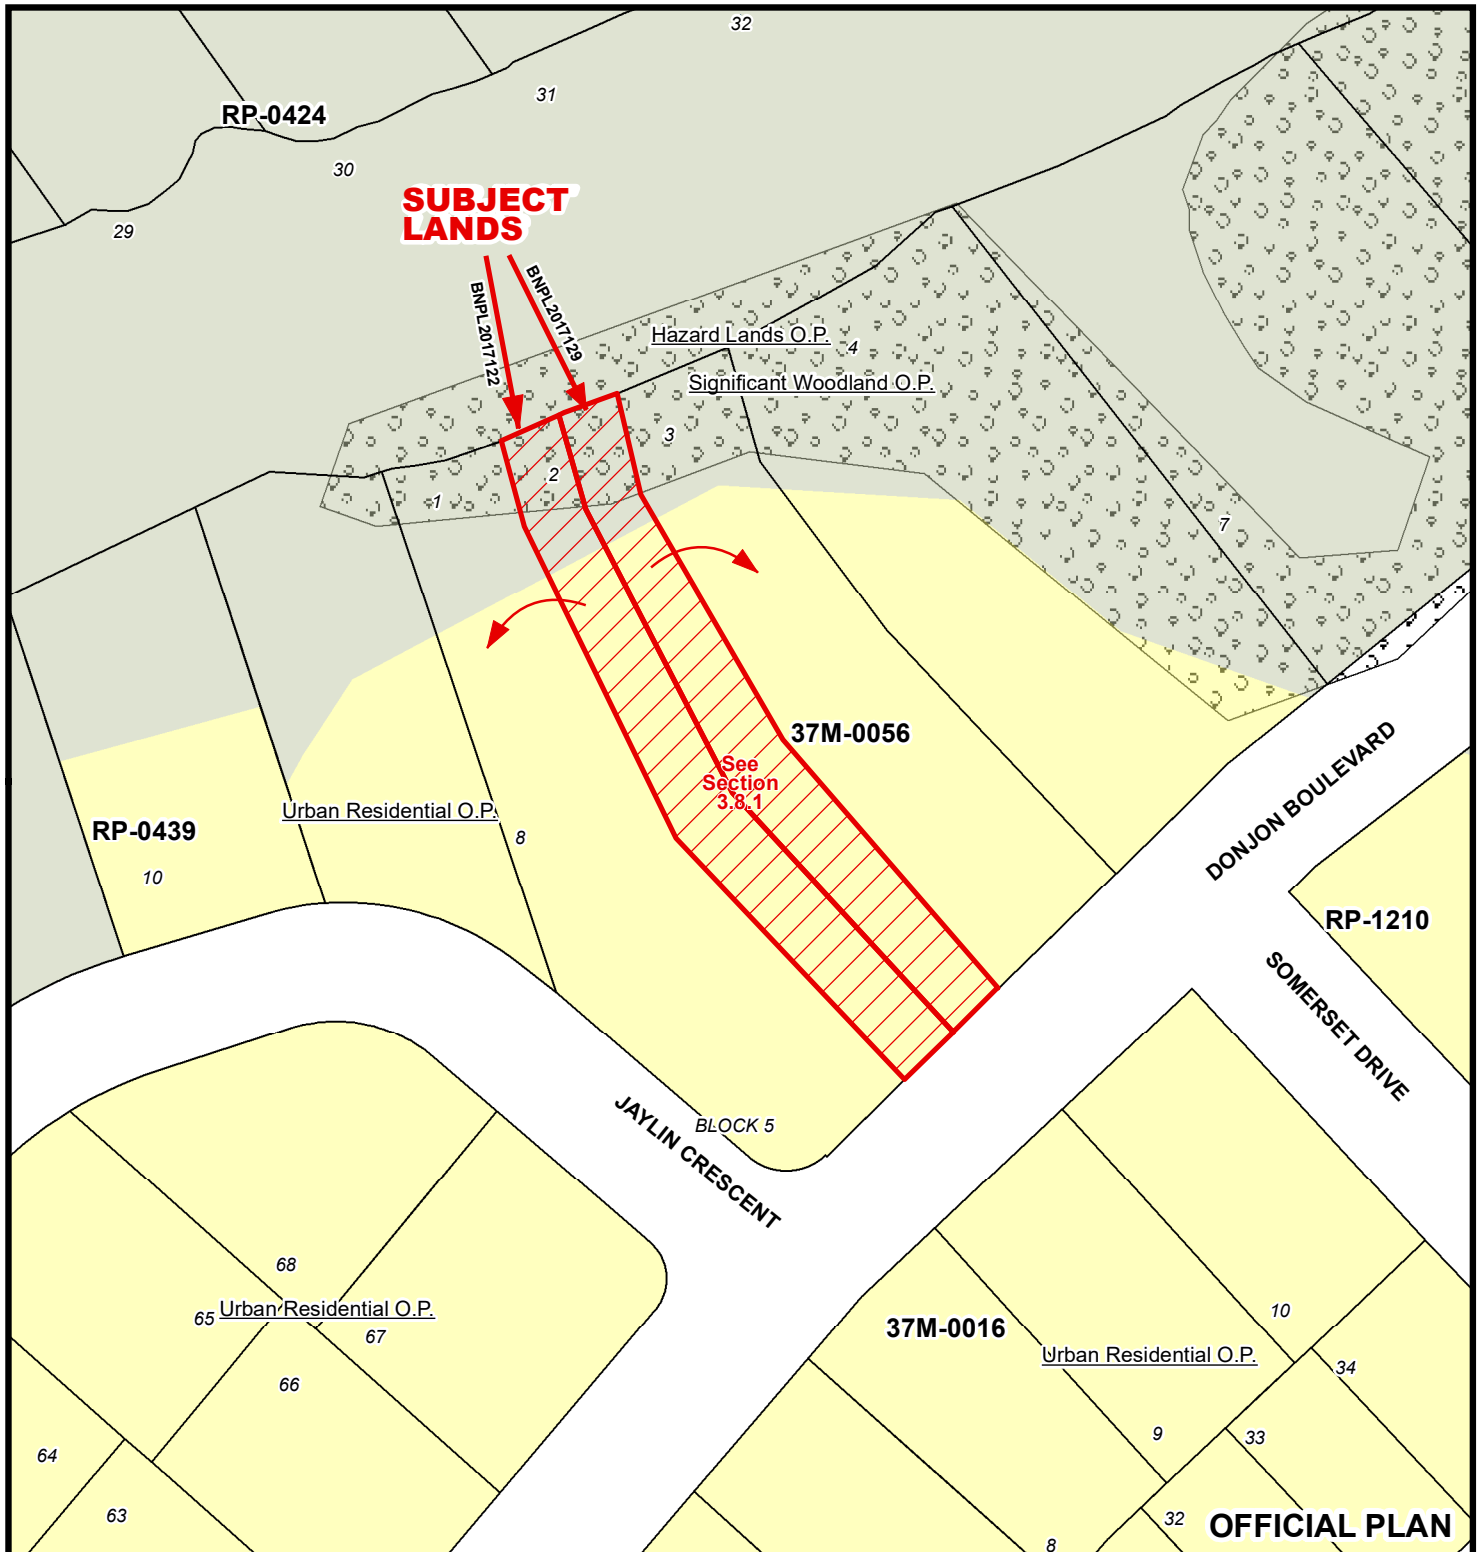 32
31
RP-0424
30
SUBJECT
LANDS
29
BNPL2017122
BNPL2017129
Hazard Lands O.P.
4
Significant Woodland O.P.
3
2
1
7
37M-0056
See
Section
3.8.1
DONJON BOULEVARD
Urban Residential O.P.
RP-0439
8
10
RP-1210
SOMERSET DRIVE
JAYLIN CRESCENT
BLOCK 5
68
65
Urban Residential O.P.
67
66
10
37M-0016
Urban Residential O.P.
34
9
33
64
63
32
OFFICIAL PLAN
8